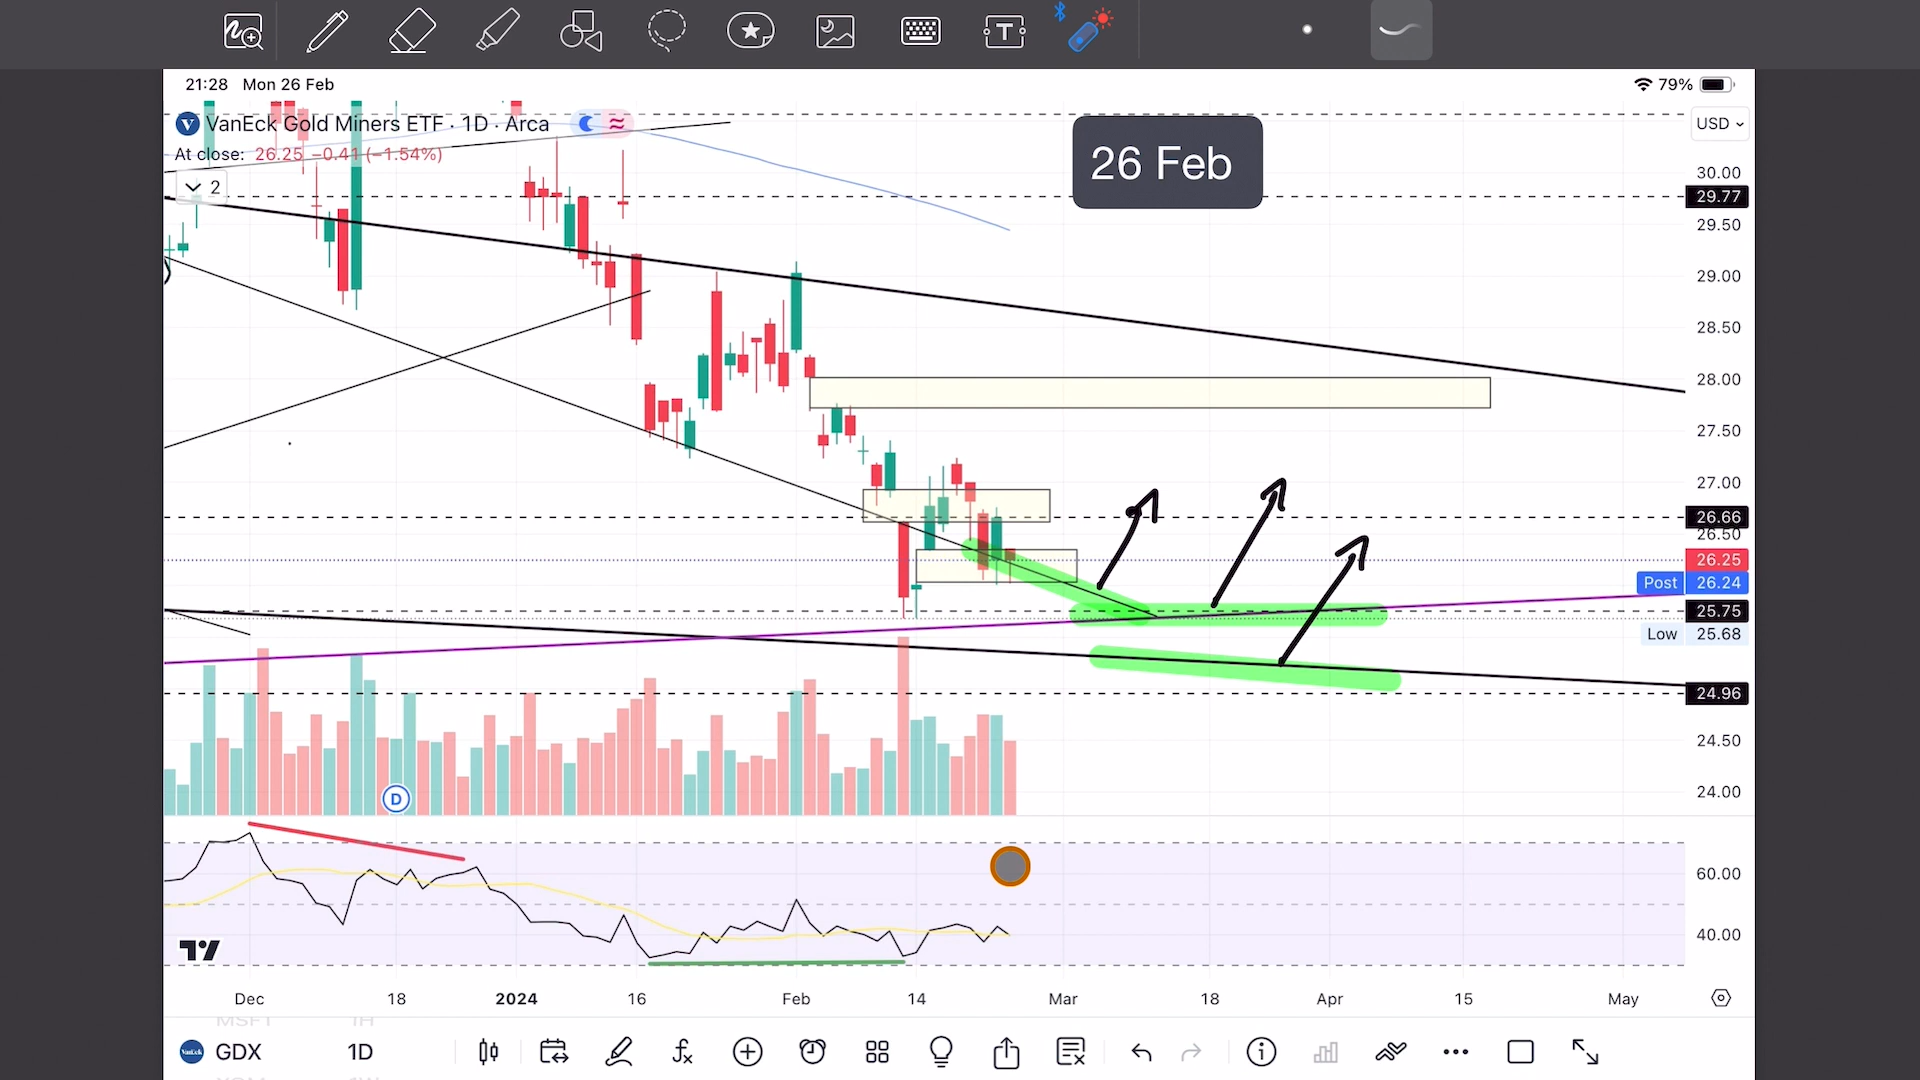 T
21:28 Mon 26 Feb
79%
V VanEck Gold Miners ETF · 1D · Arca
USD
At close: 26.25 −0.41 (−1.54%)
2
26 Feb
30.00
29.77
29.50
29.00
28.50
28.00
27.50
27.00
26.66
26.50
26.25
Post 26.24
25.75
Low 25.68
24.96
24.50
24.00
D
60.00
40.00
Dec 18 2024 16 Feb 14 Mar 18 Apr 15 May
MSFT 1H
VanEck GDX 1D